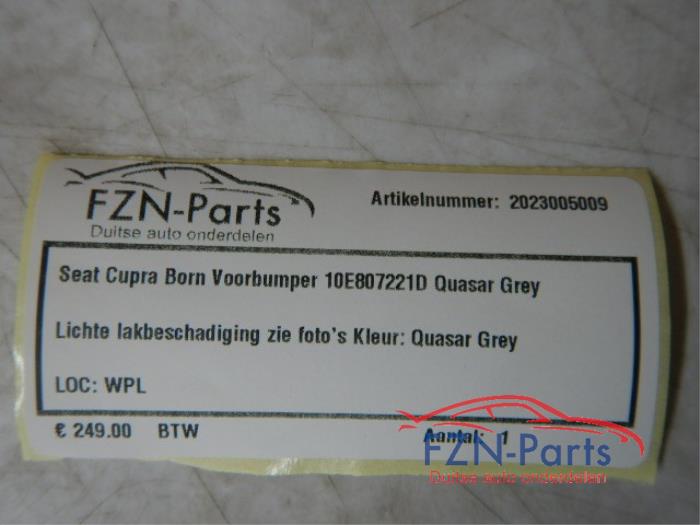 FZN-Parts
Duitse auto onderdelen
Artikelnummer: 2023005009
Seat Cupra Born Voorbumper 10E807221D Quasar Grey
Lichte lakbeschadiging zie foto's Kleur: Quasar Grey
LOC: WPL
€ 249.00 BTW
Aantal: 1
FZN-Parts
Duitse auto onderdelen